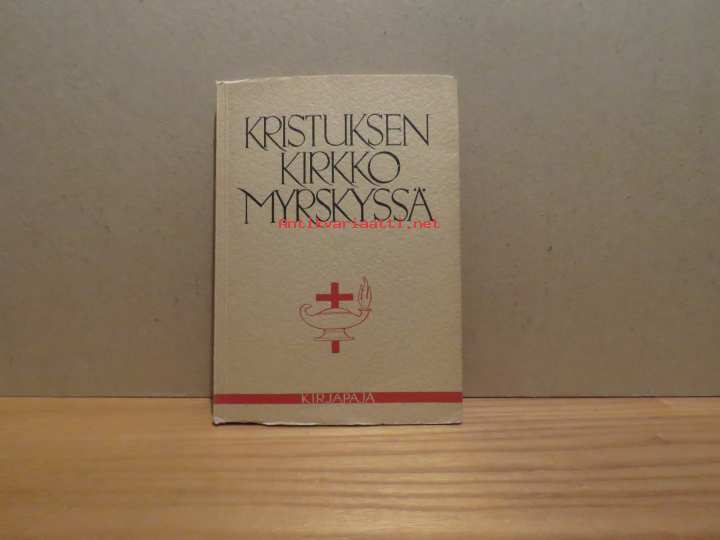 KRISTUKSEN
KIRKKO
MYRSKYSSÄ
Antikvariaatti.net
KIRJAPAJA